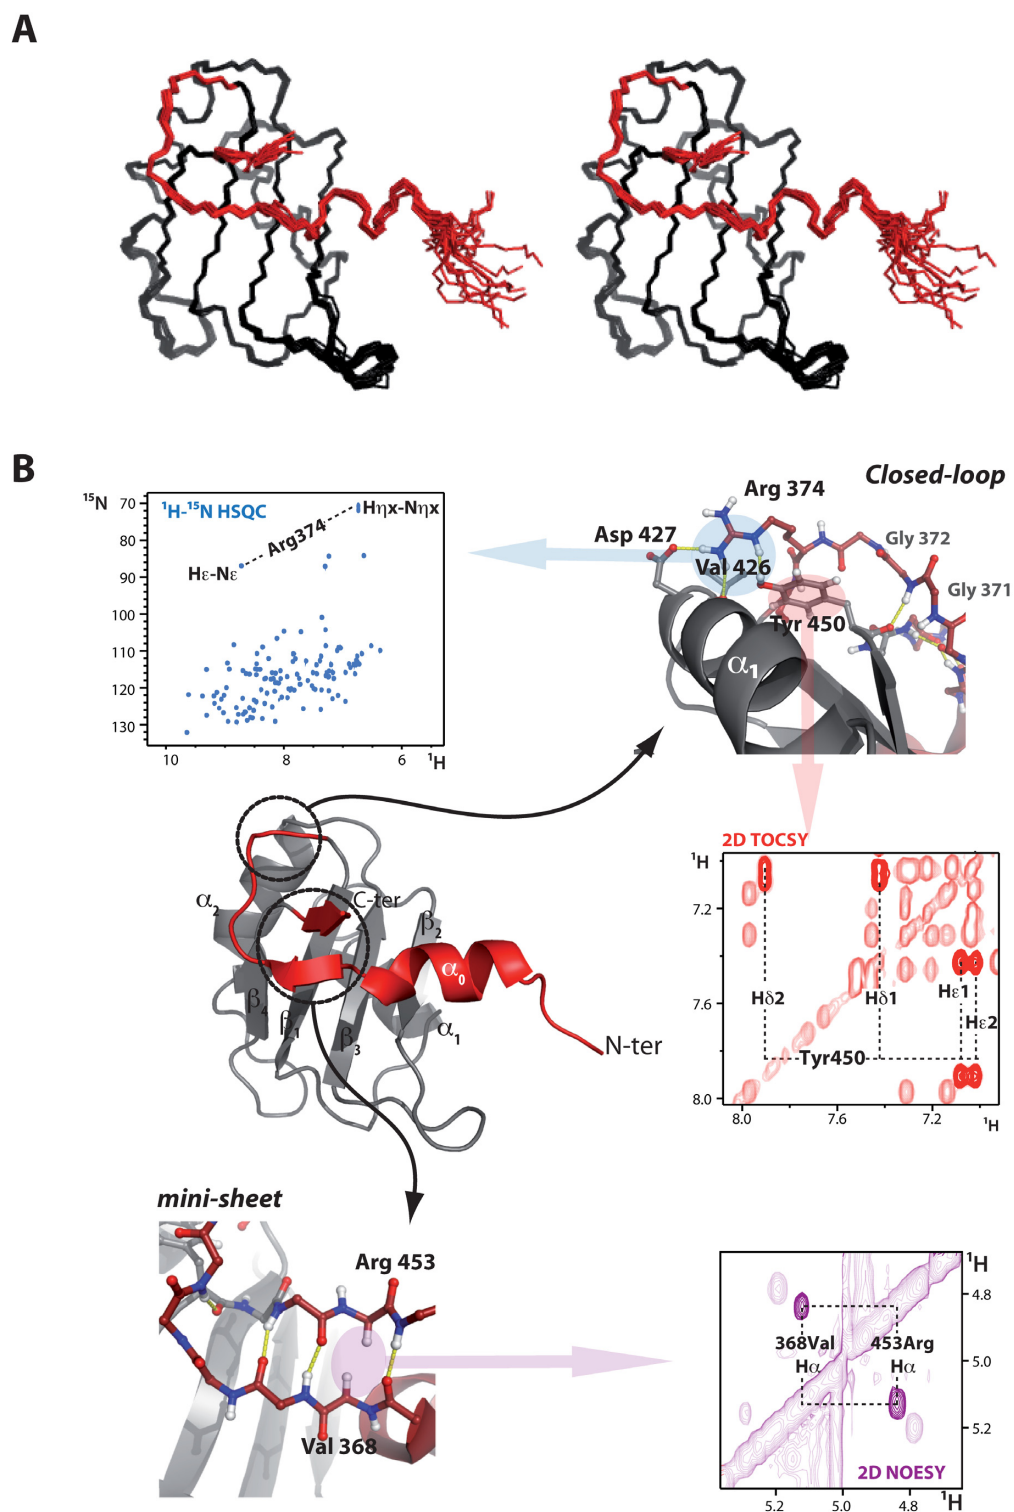 A
B
Closed-loop
¹⁵N
¹H-¹⁵N HSQC
Hηx-Nηx
Arg374
Hε-Nε
70
80
90
100
110
120
130
10
8
6
¹H
Arg 374
Asp 427
Gly 372
Val 426
Gly 371
Tyr 450
α₁
2D TOCSY
¹H
7.2
7.6
8.0
Hδ2
Hδ1
Hε1
Hε2
Tyr450
8.0
7.6
7.2
¹H
α₂
C-ter
β₂
α₀
β₄
β₁
β₃
α₁
N-ter
mini-sheet
Arg 453
Val 368
¹H
4.8
368Val
453Arg
Hα
Hα
5.0
5.2
2D NOESY
5.2
5.0
4.8
¹H